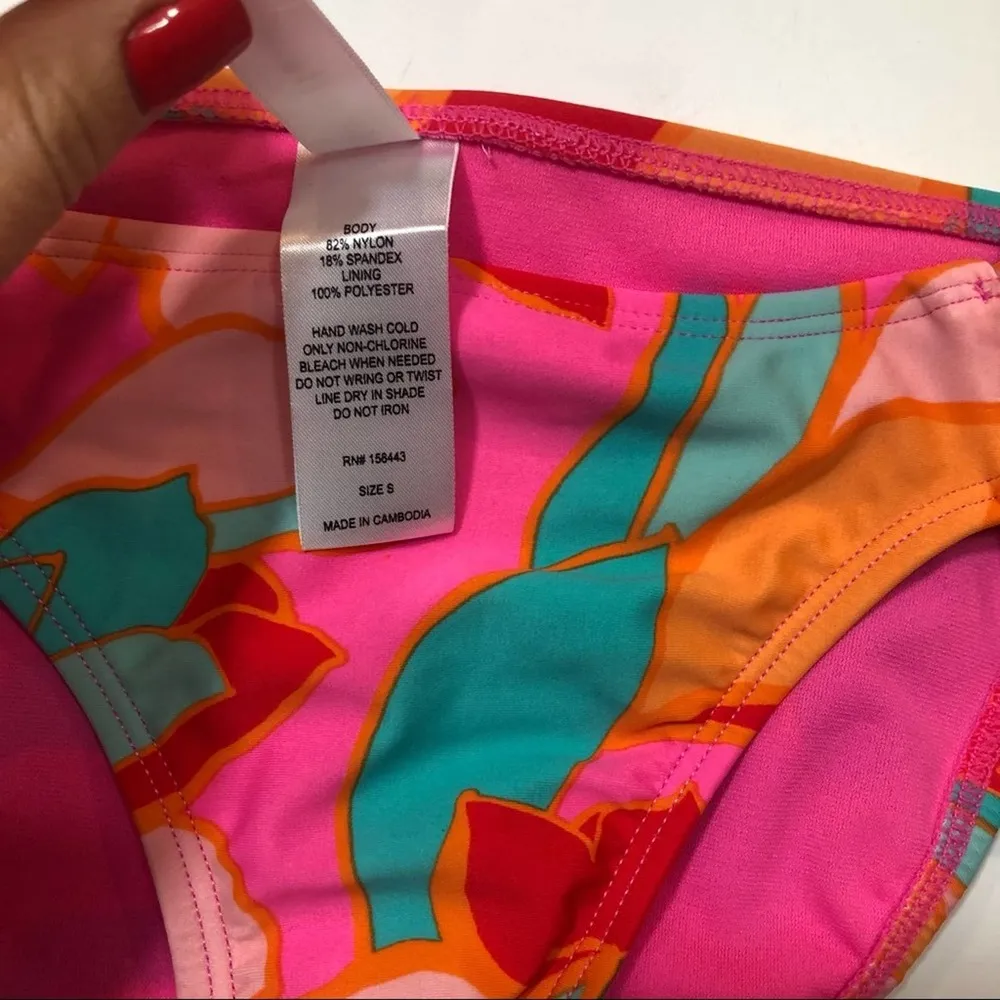 BODY
82% NYLON
18% SPANDEX
LINING
100% POLYESTER
HAND WASH COLD
ONLY NON-CHLORINE
BLEACH WHEN NEEDED
DO NOT WRING OR TWIST
LINE DRY IN SHADE
DO NOT IRON
RN# 156443
SIZE S
MADE IN CAMBODIA